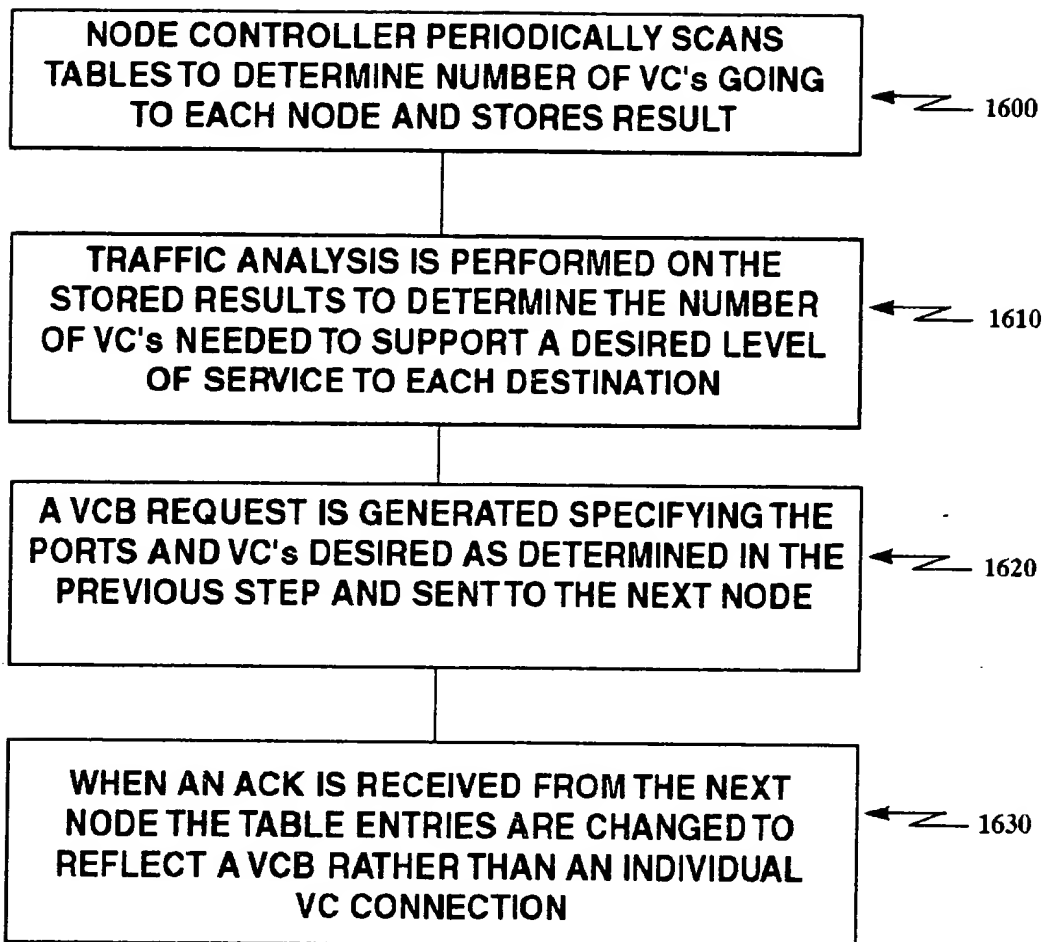 NODE CONTROLLER PERIODICALLY SCANS
TABLES TO DETERMINE NUMBER OF VC's GOING
TO EACH NODE AND STORES RESULT
1600
TRAFFIC ANALYSIS IS PERFORMED ON THE
STORED RESULTS TO DETERMINE THE NUMBER
OF VC's NEEDED TO SUPPORT A DESIRED LEVEL
OF SERVICE TO EACH DESTINATION
1610
A VCB REQUEST IS GENERATED SPECIFYING THE
PORTS AND VC's DESIRED AS DETERMINED IN THE
PREVIOUS STEP AND SENT TO THE NEXT NODE
1620
WHEN AN ACK IS RECEIVED FROM THE NEXT
NODE THE TABLE ENTRIES ARE CHANGED TO
REFLECT A VCB RATHER THAN AN INDIVIDUAL
VC CONNECTION
1630